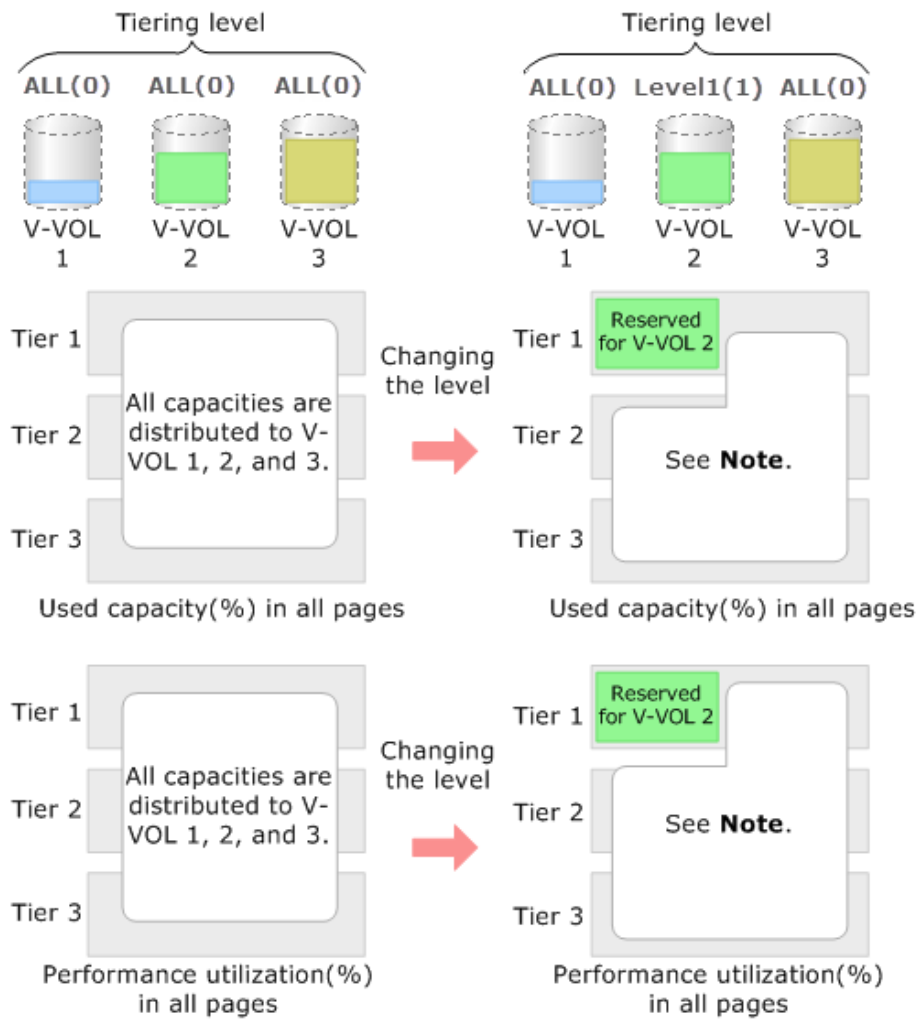 Tiering level
ALL(0) ALL(0) ALL(0)
V-VOL 1
V-VOL 2
V-VOL 3
Tier 1
Tier 2
Tier 3
All capacities are
distributed to V-
VOL 1, 2, and 3.
Used capacity(%) in all pages
Changing
the level
Tiering level
ALL(0) Level1(1) ALL(0)
V-VOL 1
V-VOL 2
V-VOL 3
Tier 1
Tier 2
Tier 3
Reserved
for V-VOL 2
See Note.
Used capacity(%) in all pages
Tier 1
Tier 2
Tier 3
All capacities are
distributed to V-
VOL 1, 2, and 3.
Performance utilization(%)
in all pages
Changing
the level
Tier 1
Tier 2
Tier 3
Reserved
for V-VOL 2
See Note.
Performance utilization(%)
in all pages